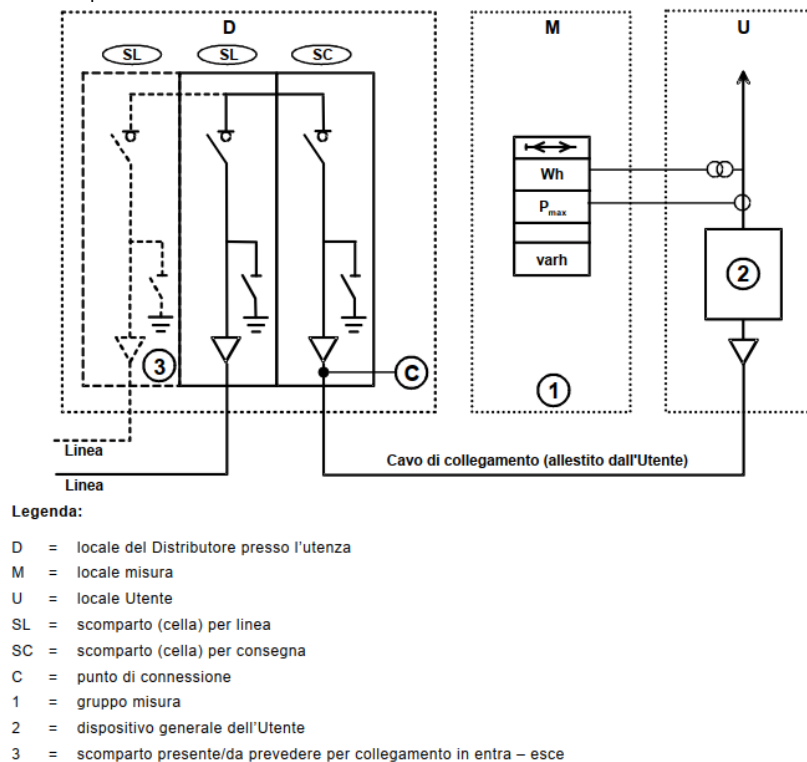 D
M
U
SL
SL
SC
Wh
Pmax
varh
2
3
C
1
Linea
Cavo di collegamento (allestito dall'Utente)
Linea
Legenda:
D = locale del Distributore presso l'utenza
M = locale misura
U = locale Utente
SL = scomparto (cella) per linea
SC = scomparto (cella) per consegna
C = punto di connessione
1 = gruppo misura
2 = dispositivo generale dell'Utente
3 = scomparto presente/da prevedere per collegamento in entra – esce